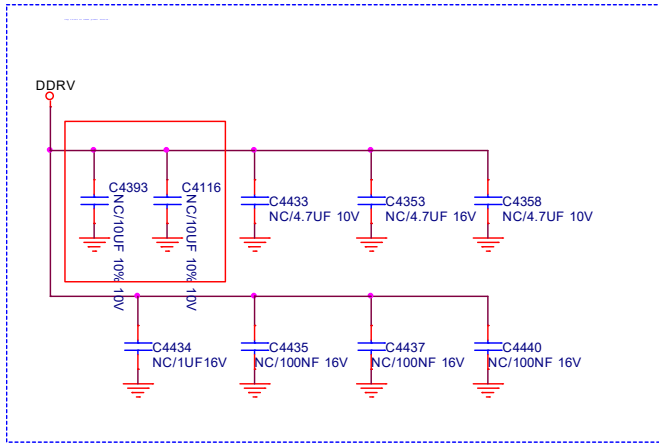 DDRV
C4393
NC/10UF 10% 10V
C4116
NC/10UF 10% 10V
C4433
NC/4.7UF 10V
C4353
NC/4.7UF 16V
C4358
NC/4.7UF 10V
C4434
NC/1UF16V
C4435
NC/100NF 16V
C4437
NC/100NF 16V
C4440
NC/100NF 16V